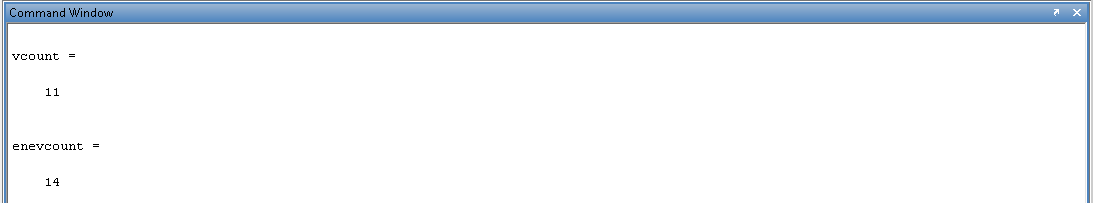 Command Window
vcount =
11
enevcount =
14